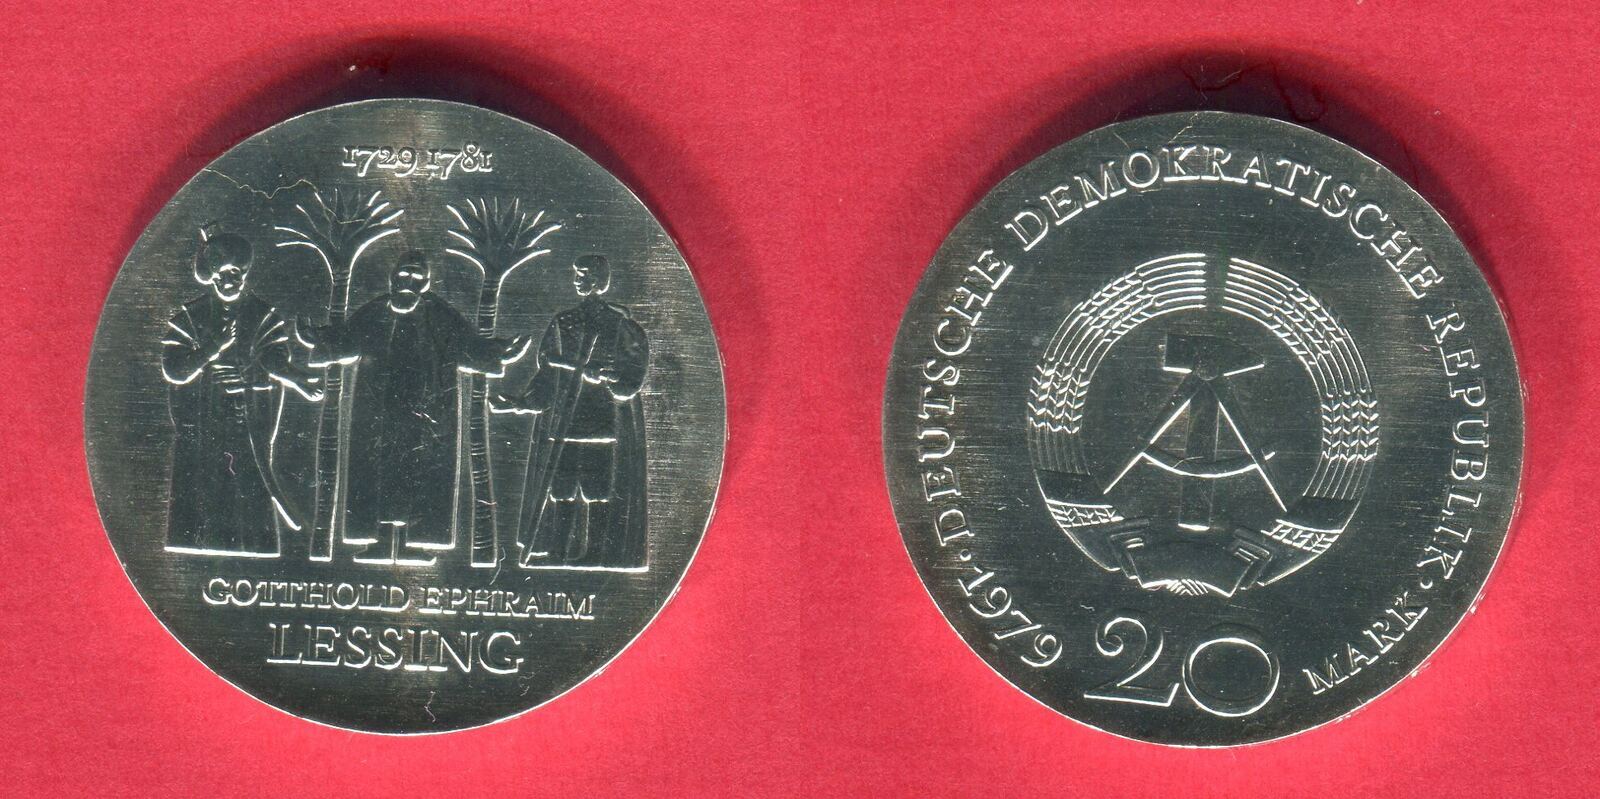 1729 1781
GOTTHOLD EPHRAIM
LESSING
·DEUTSCHE DEMOKRATISCHE REPUBLIK·
1979
20
MARK